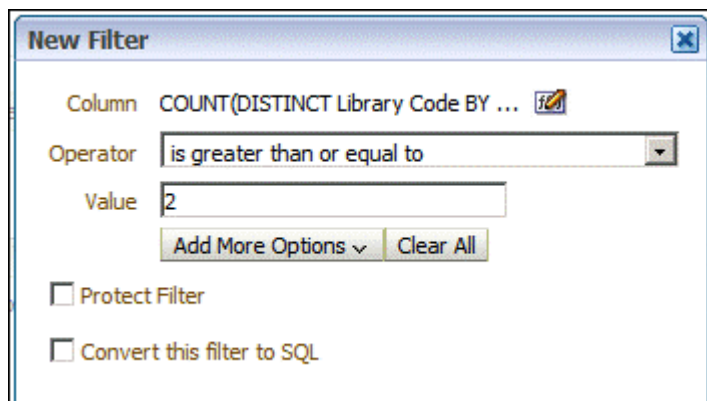 New Filter
Column COUNT(DISTINCT Library Code BY ...
Operator is greater than or equal to
Value 2
Add More Options Clear All
Protect Filter
Convert this filter to SQL